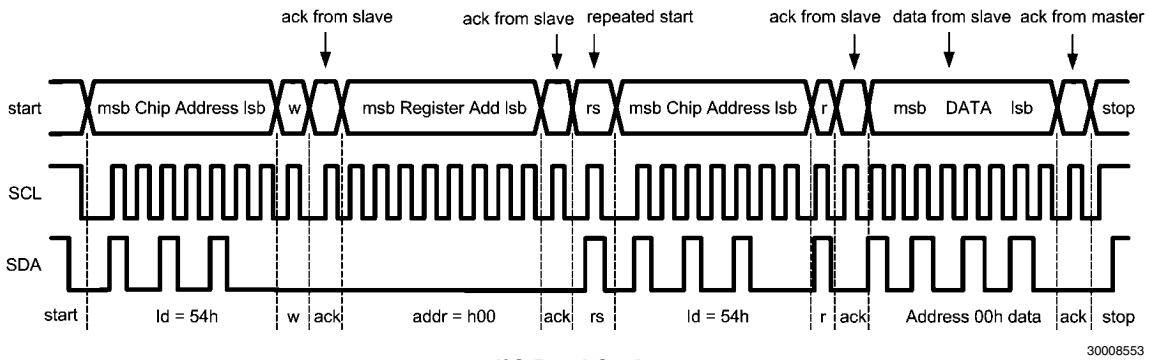 ack from slave
ack from slave
repeated start
ack from slave
data from slave
ack from master
start
msb Chip Address lsb
w
msb Register Add lsb
rs
msb Chip Address lsb
r
msb DATA lsb
stop
SCL
SDA
start
Id = 54h
w
ack
addr = h00
ack
rs
Id = 54h
r
ack
Address 00h data
ack
stop
30008553